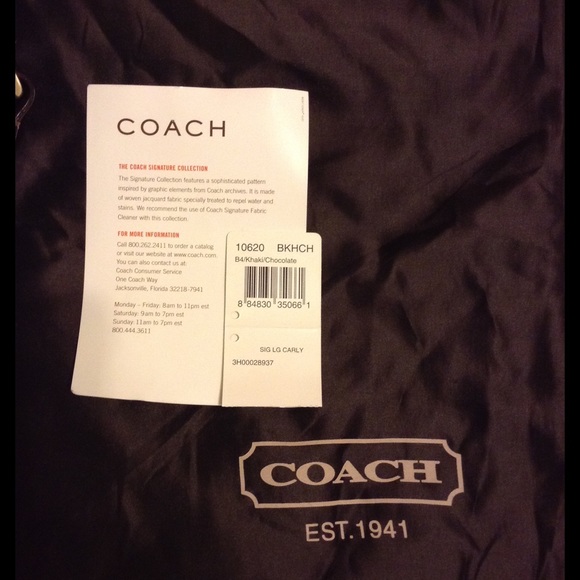 COACH
THE COACH SIGNATURE COLLECTION
The Signature Collection features a sophisticated pattern
inspired by graphic elements from Coach archives. It is made
of woven jacquard fabric specially treated to repel water and
stains. We recommend the use of Coach Signature Fabric
Cleaner with this collection.
FOR MORE INFORMATION
Call 800.262.2411 to order a catalog
or visit our website at www.coach.com.
You can also contact us at:
Coach Consumer Service
One Coach Way
Jacksonville, Florida 32218-7941
Monday – Friday: 8am to 11pm est
Saturday: 9am to 7pm est
Sunday: 11am to 7pm est
800.444.3611
10620 BKHCH
B4/Khaki/Chocolate
8 84830 35066 1
SIG LG CARLY
3H00028937
COACH
EST.1941